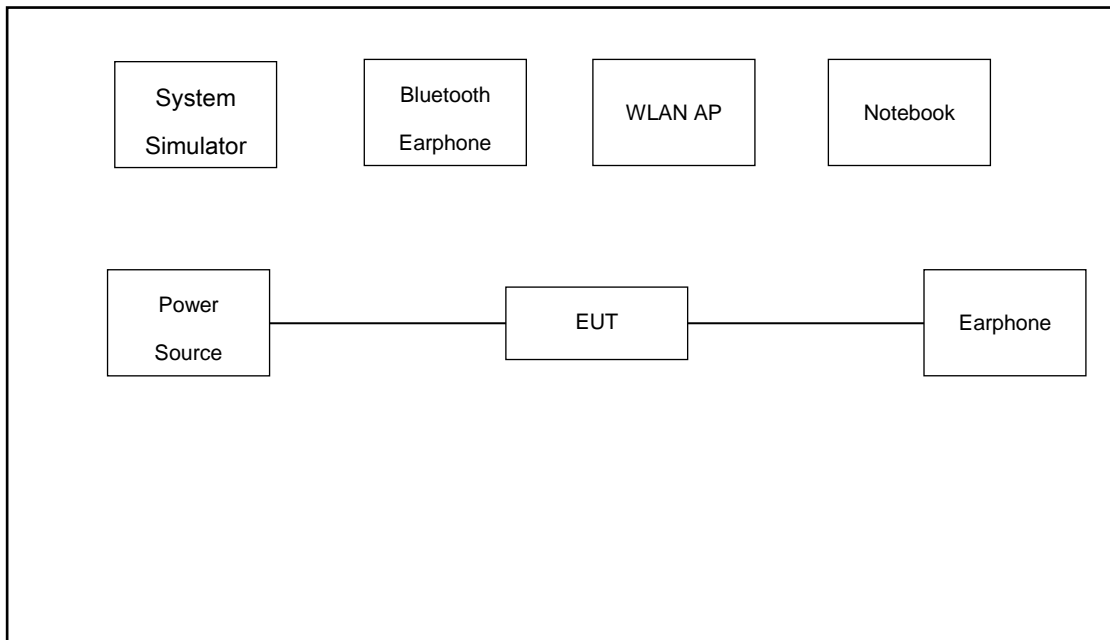 System
Simulator
Bluetooth
Earphone
WLAN AP
Notebook
Power
Source
EUT
Earphone